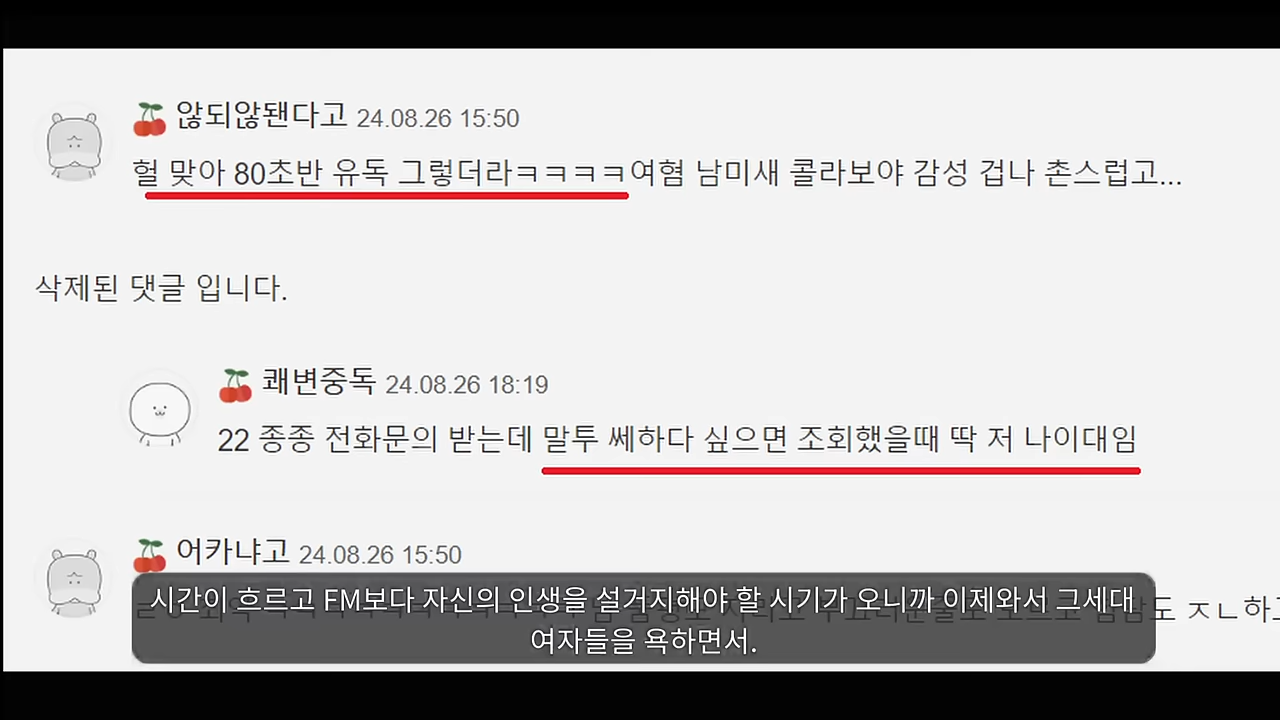 않되않됀다고 24.08.26 15:50
헐 맞아 80초반 유독 그렇더라ㅋㅋㅋㅋ여혐 남미새 콜라보야 감성 겁나 촌스럽고...
삭제된 댓글 입니다.
쾌변중독 24.08.26 18:19
22 종종 전화문의 받는데 말투 쎄하다 싶으면 조회했을때 딱 저 나이대임
어카냐고 24.08.26 15:50
시간이 흐르고 FM보다 자신의 인생을 설거지해야 할 시기가 오니까 이제와서 그세대
여자들을 욕하면서.